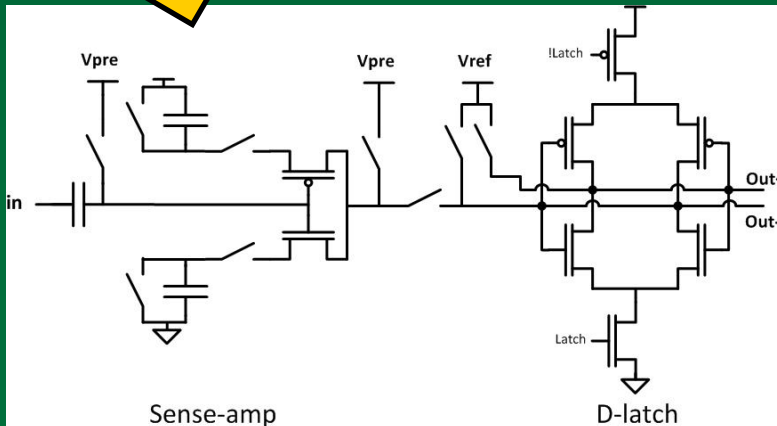 Vpre
Vpre
Vref
!Latch
in
Out-
Out-
Latch
Sense-amp
D-latch